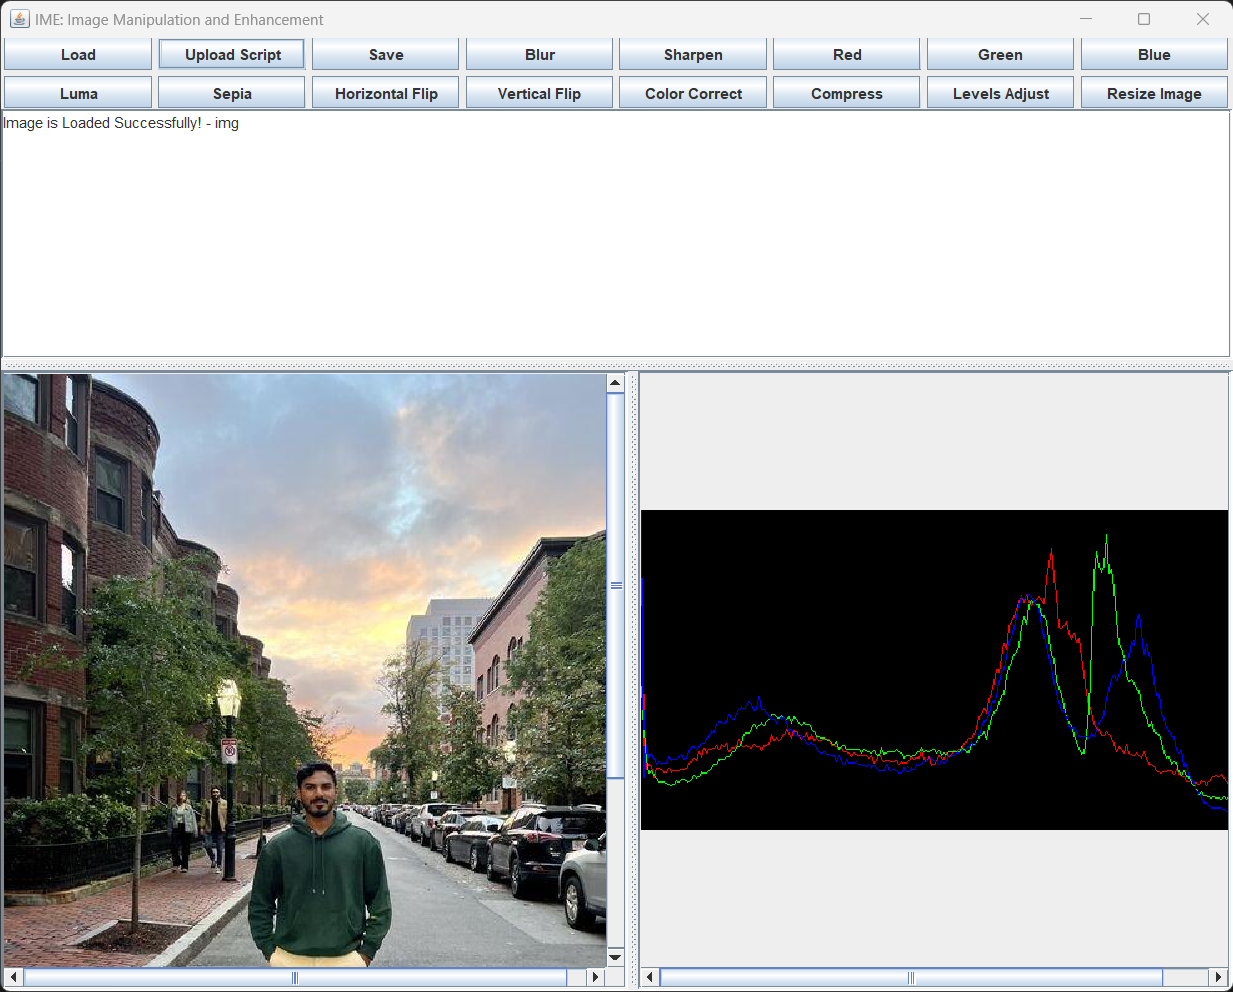 IME: Image Manipulation and Enhancement
Load Upload Script Save Blur Sharpen Red Green Blue
Luma Sepia Horizontal Flip Vertical Flip Color Correct Compress Levels Adjust Resize Image
Image is Loaded Successfully! - img